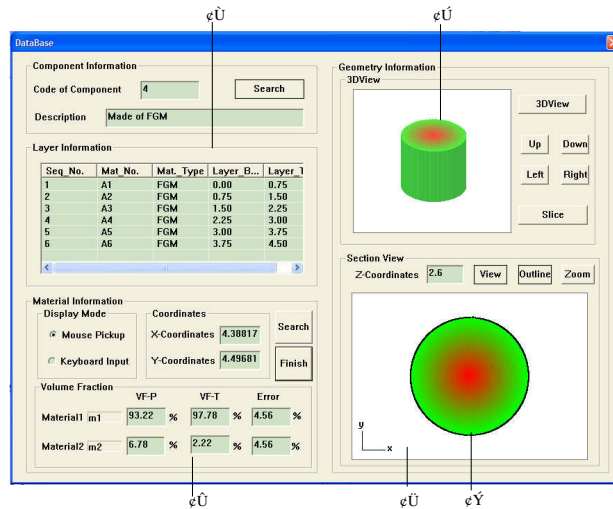 ¢Ù ¢Ú
DataBase
Component Information
Code of Component 4 Search
Description Made of FGM
Layer Information
Seq_No. Mat_No. Mat._Type Layer_B... Layer_T
1 A1 FGM 0.00 0.75
2 A2 FGM 0.75 1.50
3 A3 FGM 1.50 2.25
4 A4 FGM 2.25 3.00
5 A5 FGM 3.00 3.75
6 A6 FGM 3.75 4.50
Material Information
Display Mode
Mouse Pickup
Keyboard Input
Coordinates
X-Coordinates 4.38817
Y-Coordinates 4.49681
Search
Finish
Volume Fraction
VF-P VF-T Error
Material1 m1 93.22 % 97.78 % 4.56 %
Material2 m2 6.78 % 2.22 % 4.56 %
Geometry Information
3DView
3DView
Up Down
Left Right
Slice
Section View
Z-Coordinates 2.6 View Outline Zoom
y
x
¢Û ¢Ü ¢Ý